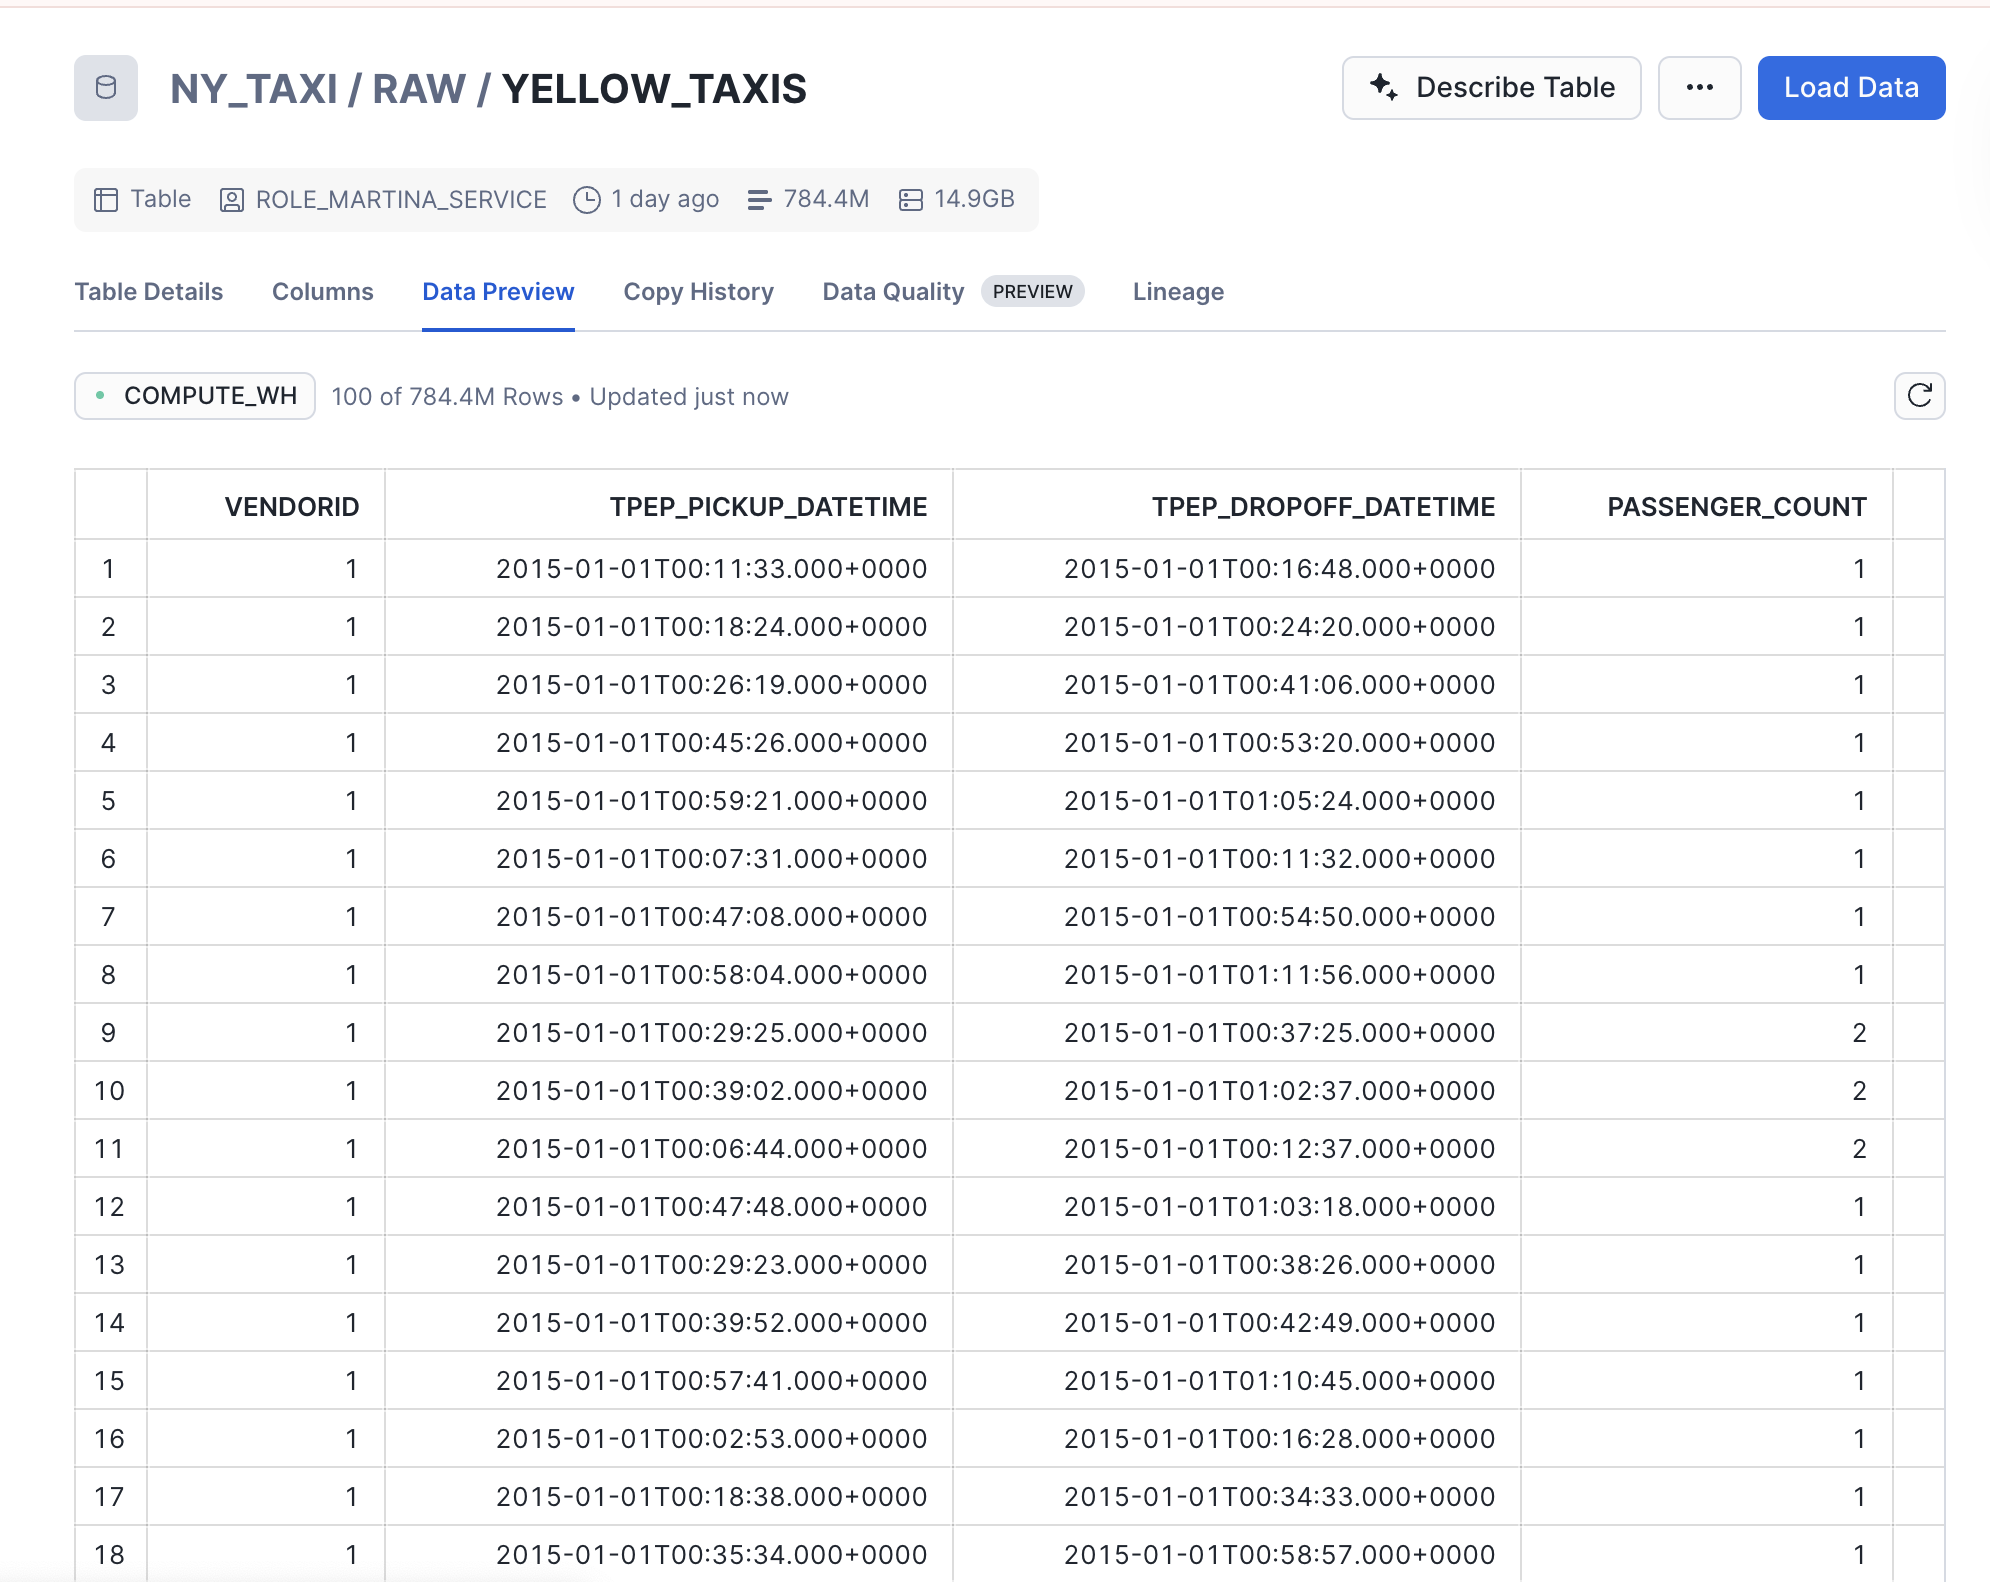 NY_TAXI / RAW / YELLOW_TAXIS
Describe Table
Load Data
Table ROLE_MARTINA_SERVICE 1 day ago 784.4M 14.9GB
Table Details Columns Data Preview Copy History Data Quality PREVIEW Lineage
COMPUTE_WH 100 of 784.4M Rows • Updated just now
VENDORID TPEP_PICKUP_DATETIME TPEP_DROPOFF_DATETIME PASSENGER_COUNT
1 1 2015-01-01T00:11:33.000+0000 2015-01-01T00:16:48.000+0000 1
2 1 2015-01-01T00:18:24.000+0000 2015-01-01T00:24:20.000+0000 1
3 1 2015-01-01T00:26:19.000+0000 2015-01-01T00:41:06.000+0000 1
4 1 2015-01-01T00:45:26.000+0000 2015-01-01T00:53:20.000+0000 1
5 1 2015-01-01T00:59:21.000+0000 2015-01-01T01:05:24.000+0000 1
6 1 2015-01-01T00:07:31.000+0000 2015-01-01T00:11:32.000+0000 1
7 1 2015-01-01T00:47:08.000+0000 2015-01-01T00:54:50.000+0000 1
8 1 2015-01-01T00:58:04.000+0000 2015-01-01T01:11:56.000+0000 1
9 1 2015-01-01T00:29:25.000+0000 2015-01-01T00:37:25.000+0000 2
10 1 2015-01-01T00:39:02.000+0000 2015-01-01T01:02:37.000+0000 2
11 1 2015-01-01T00:06:44.000+0000 2015-01-01T00:12:37.000+0000 2
12 1 2015-01-01T00:47:48.000+0000 2015-01-01T01:03:18.000+0000 1
13 1 2015-01-01T00:29:23.000+0000 2015-01-01T00:38:26.000+0000 1
14 1 2015-01-01T00:39:52.000+0000 2015-01-01T00:42:49.000+0000 1
15 1 2015-01-01T00:57:41.000+0000 2015-01-01T01:10:45.000+0000 1
16 1 2015-01-01T00:02:53.000+0000 2015-01-01T00:16:28.000+0000 1
17 1 2015-01-01T00:18:38.000+0000 2015-01-01T00:34:33.000+0000 1
18 1 2015-01-01T00:35:34.000+0000 2015-01-01T00:58:57.000+0000 1